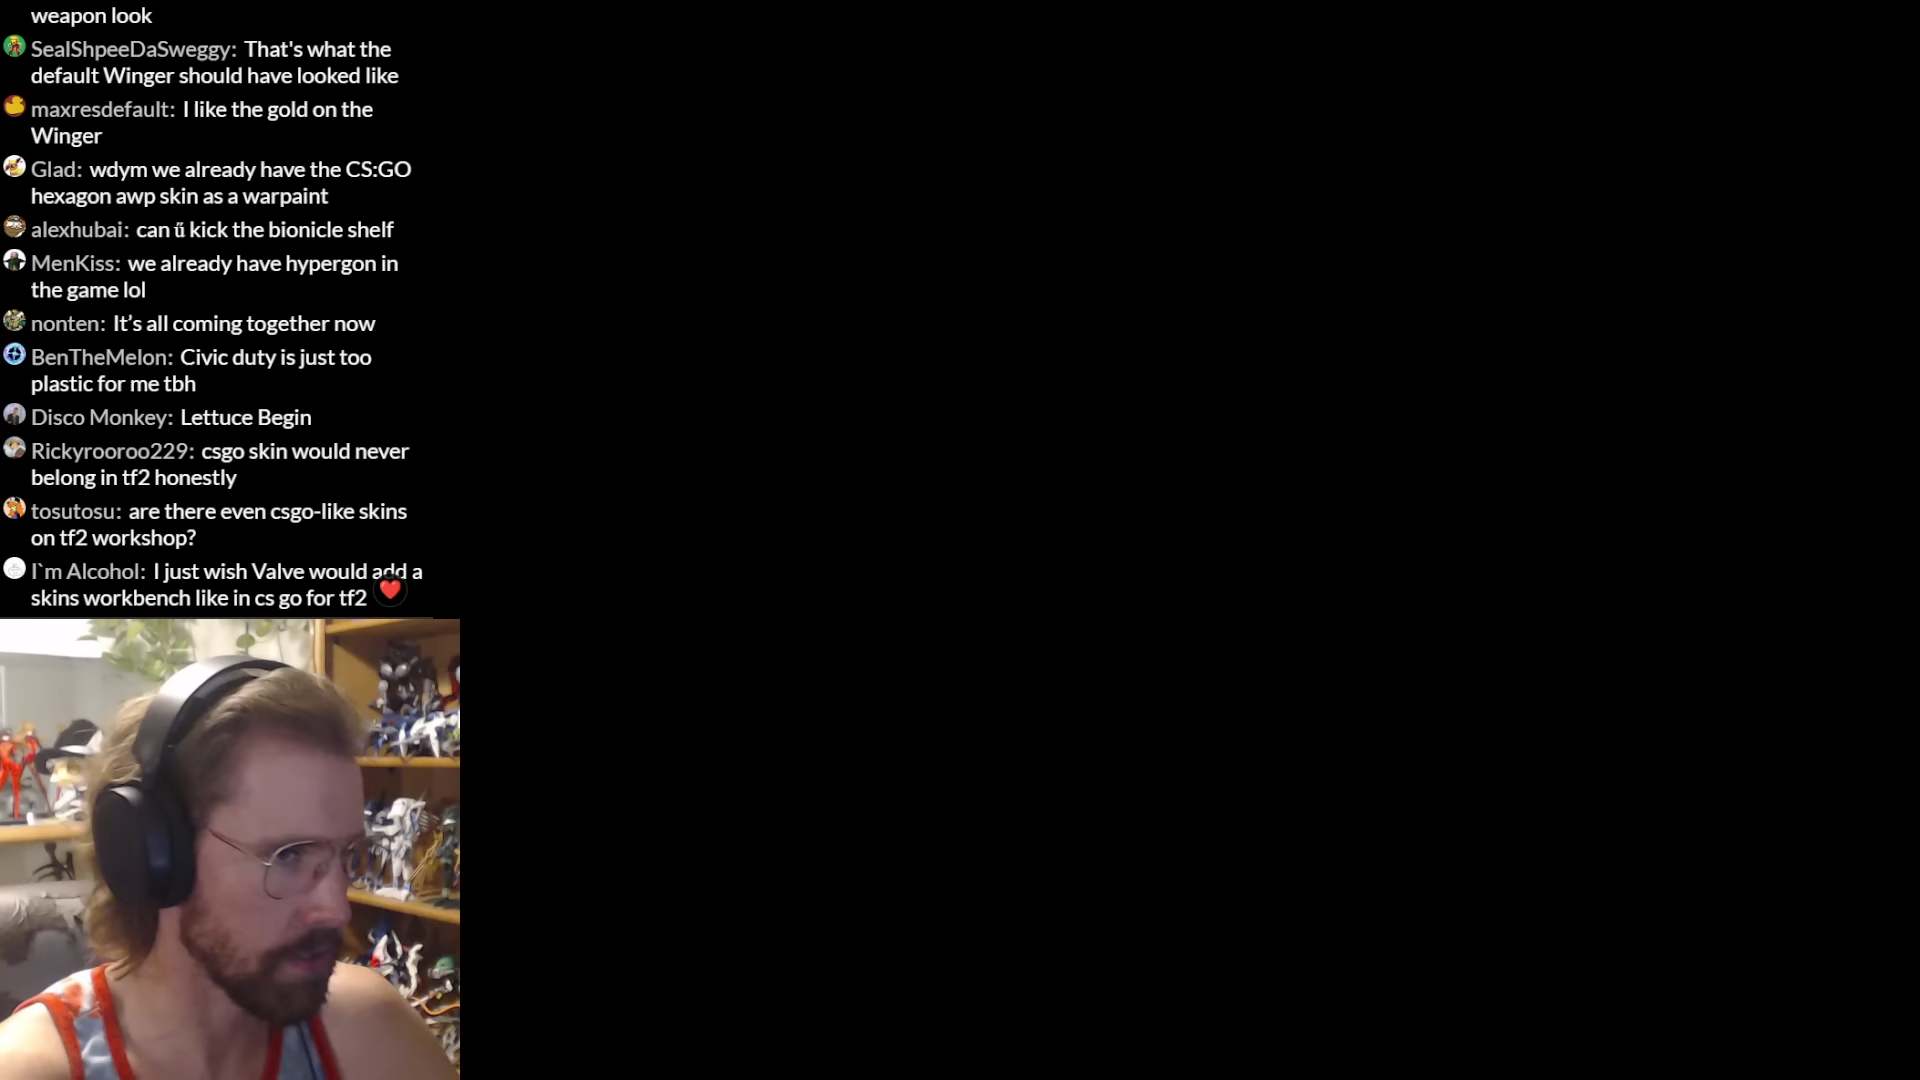 weapon look
SealShpeeDaSweggy: That's what the
default Winger should have looked like
maxresdefault: I like the gold on the
Winger
Glad: wdym we already have the CS:GO
hexagon awp skin as a warpaint
alexhubai: can ű kick the bionicle shelf
MenKiss: we already have hypergon in
the game lol
nonten: It’s all coming together now
BenTheMelon: Civic duty is just too
plastic for me tbh
Disco Monkey: Lettuce Begin
Rickyrooroo229: csgo skin would never
belong in tf2 honestly
tosutosu: are there even csgo-like skins
on tf2 workshop?
I`m Alcohol: I just wish Valve would add a
skins workbench like in cs go for tf2